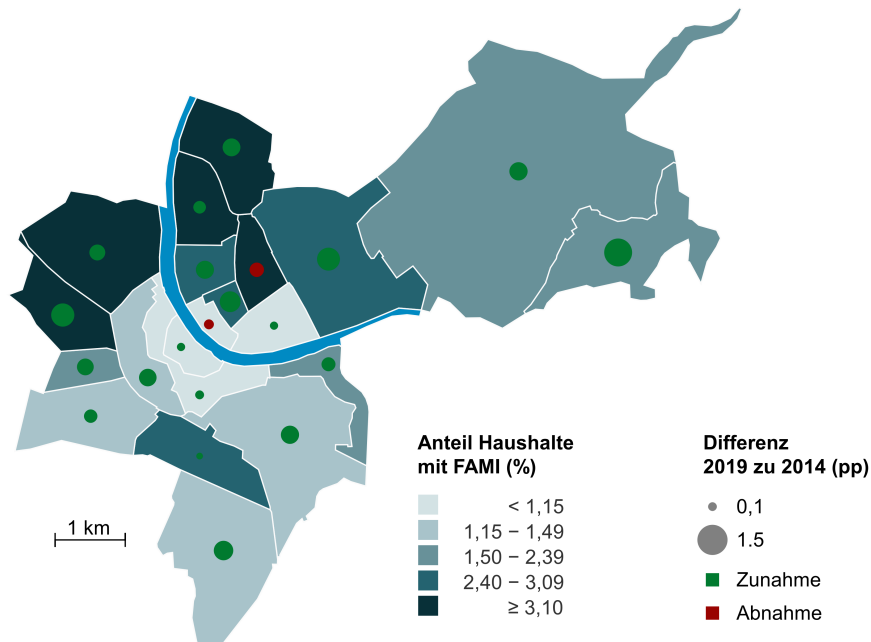 Anteil Haushalte
mit FAMI (%)
< 1,15
1,15 – 1,49
1,50 – 2,39
2,40 – 3,09
≥ 3,10
Differenz
2019 zu 2014 (pp)
0,1
1.5
Zunahme
Abnahme
1 km